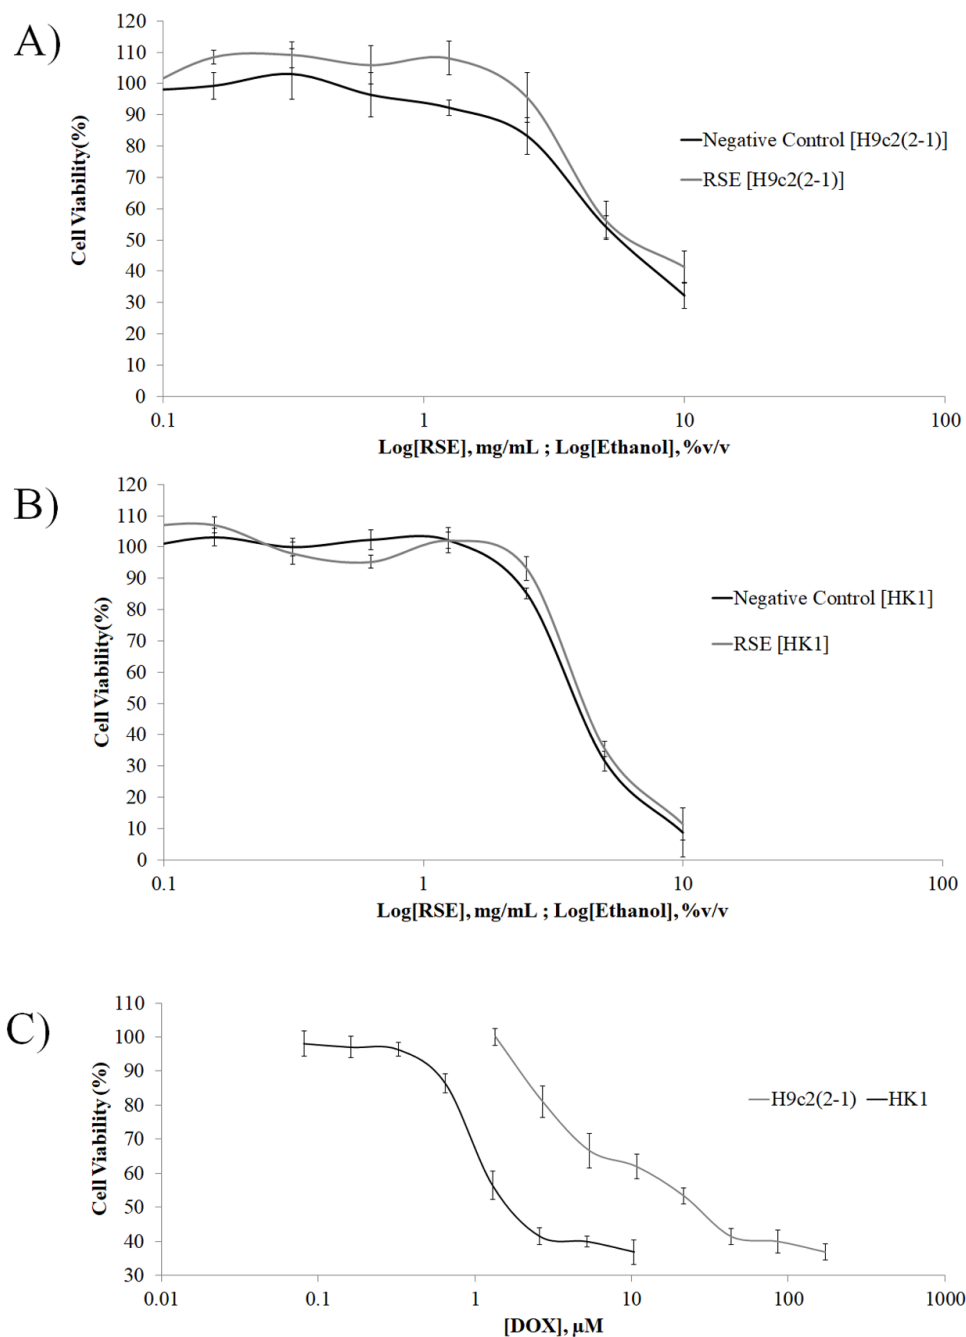 A)
120
110
100
90
80
70
60
50
40
30
20
10
0
Cell Viability(%)
0.1 1 10 100
Log[RSE], mg/mL ; Log[Ethanol], %v/v
Negative Control [H9c2(2-1)]
RSE [H9c2(2-1)]
B)
120
110
100
90
80
70
60
50
40
30
20
10
0
Cell Viability(%)
0.1 1 10 100
Log[RSE], mg/mL ; Log[Ethanol], %v/v
Negative Control [HK1]
RSE [HK1]
C)
110
100
90
80
70
60
50
40
30
Cell Viability (%)
0.01 0.1 1 10 100 1000
[DOX], µM
H9c2(2-1) HK1